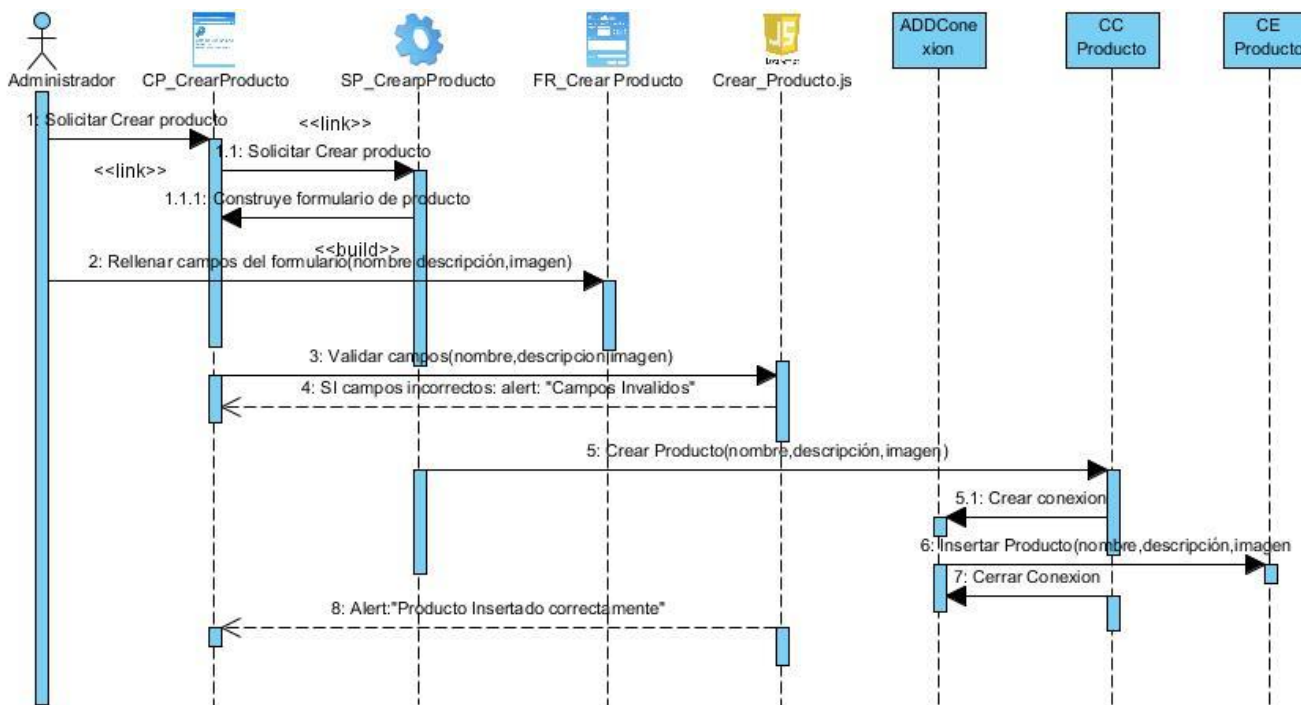 ADDCone
xion
CC
Producto
CE
Producto
JS
Administrador
CP_CrearProducto
SP_CrearpProducto
FR_Crear Producto
Crear_Producto.js
1: Solicitar Crear producto
<<link>>
1.1: Solicitar Crear producto
<<link>>
1.1.1: Construye formulario de producto
<<build>>
2: Rellenar campos del formulario(nombre descripción,imagen)
3: Validar campos(nombre,descripcion,imagen)
4: SI campos incorrectos: alert: "Campos Invalidos"
5: Crear Producto(nombre,descripción,imagen)
5.1: Crear conexion
6: Insertar Producto(nombre,descripción,imagen
7: Cerrar Conexion
8: Alert:"Producto Insertado correctamente"